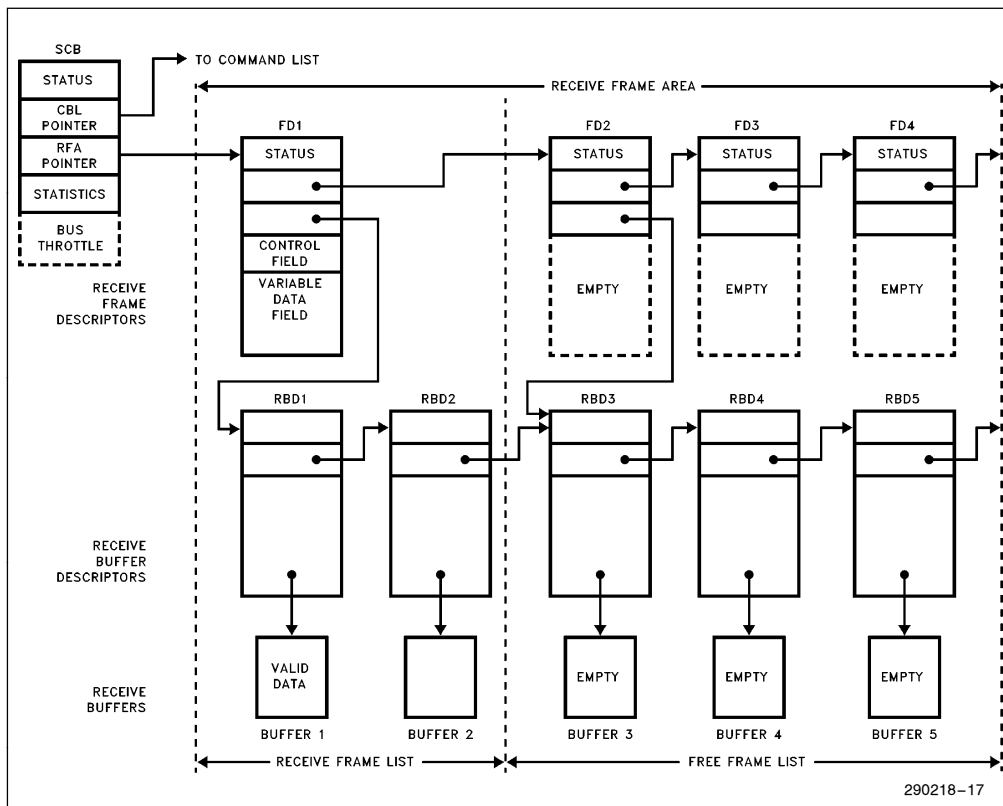 SCB
STATUS
CBL
POINTER
RFA
POINTER
STATISTICS
BUS
THROTTLE
TO COMMAND LIST
RECEIVE FRAME AREA
FD1
STATUS
CONTROL
FIELD
VARIABLE
DATA
FIELD
FD2
STATUS
EMPTY
FD3
STATUS
EMPTY
FD4
STATUS
EMPTY
RECEIVE
FRAME
DESCRIPTORS
RBD1
RBD2
RBD3
RBD4
RBD5
RECEIVE
BUFFER
DESCRIPTORS
VALID
DATA
EMPTY
EMPTY
EMPTY
RECEIVE
BUFFERS
BUFFER 1
BUFFER 2
BUFFER 3
BUFFER 4
BUFFER 5
RECEIVE FRAME LIST
FREE FRAME LIST
290218–17